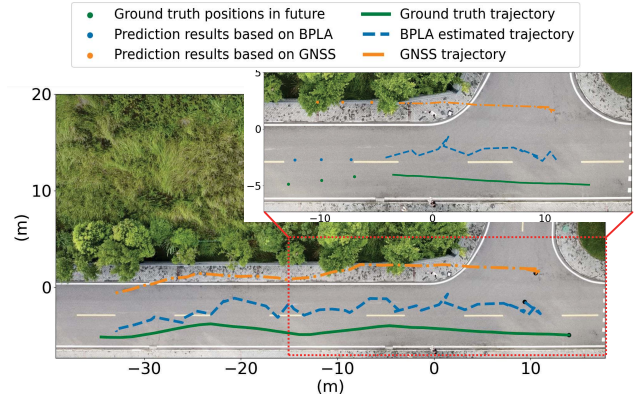 Ground truth positions in future
Ground truth trajectory
Prediction results based on BPLA
BPLA estimated trajectory
Prediction results based on GNSS
GNSS trajectory
5
0
−5
−10
0
10
20
10
0
(m)
−30
−20
−10
0
10
(m)